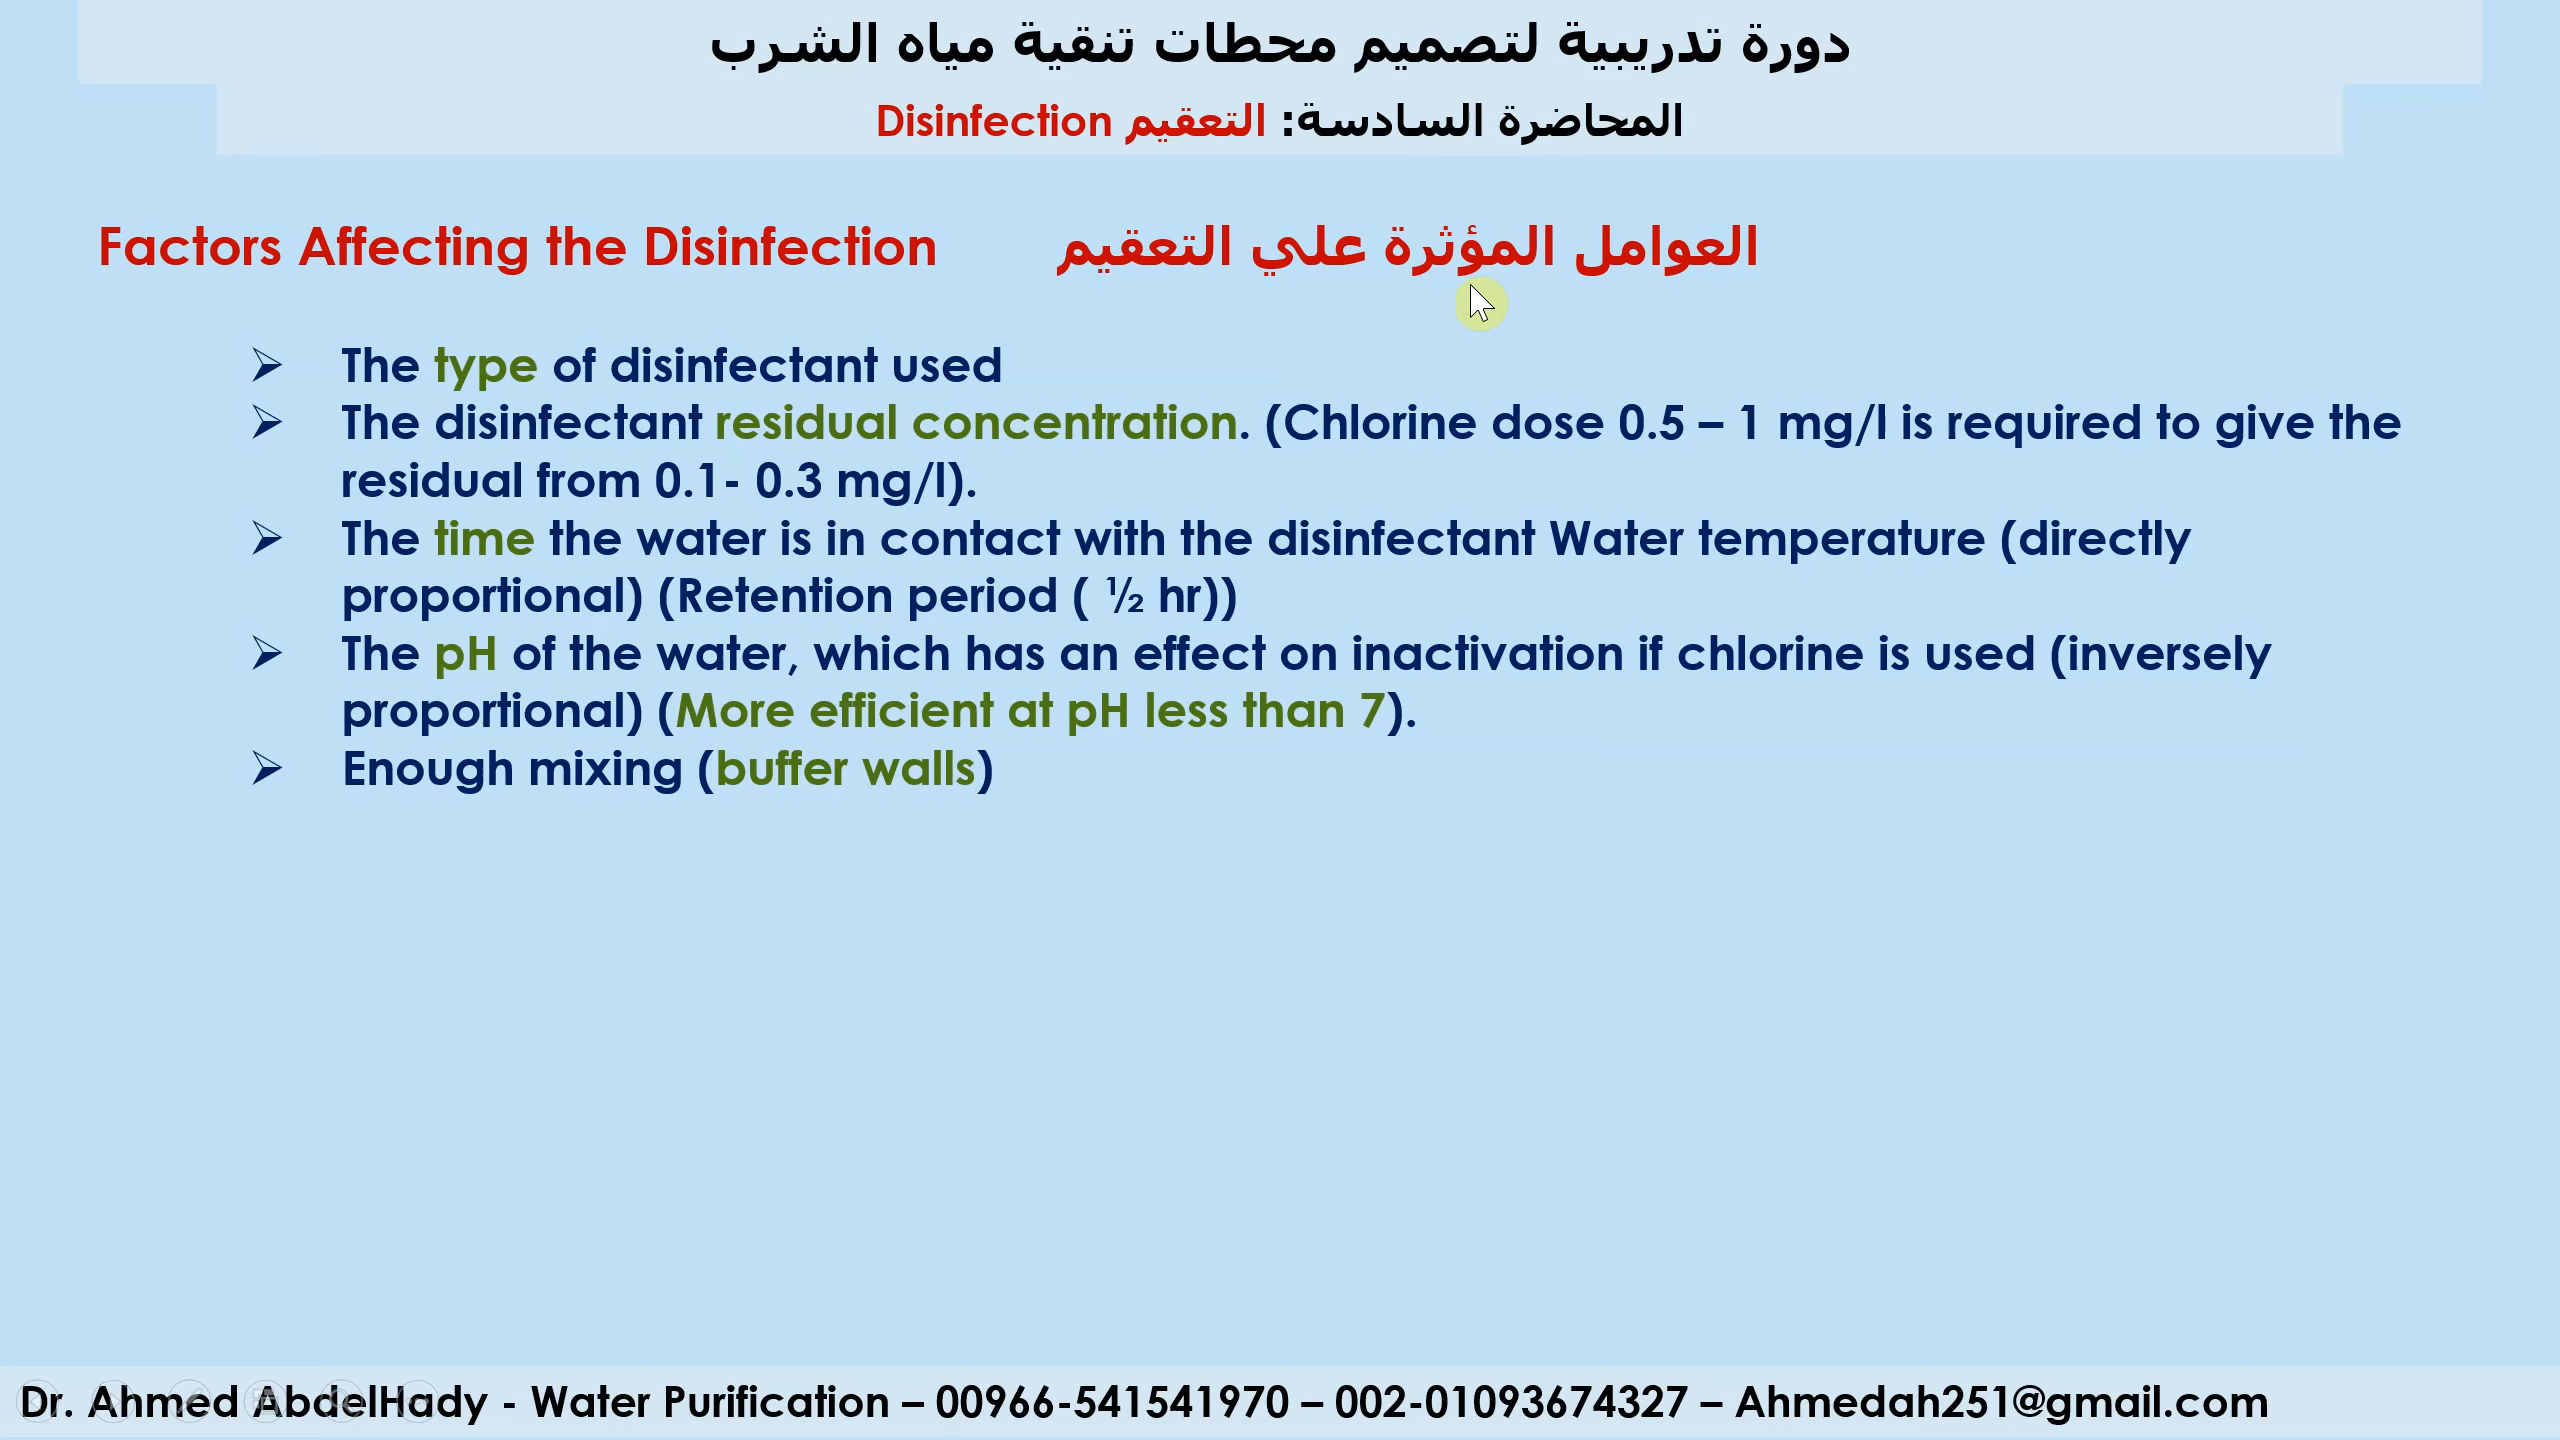 دورة تدريبية لتصميم محطات تنقية مياه الشرب
المحاضرة السادسة: التعقيم Disinfection
Factors Affecting the Disinfection العوامل المؤثرة علي التعقيم
➢ The type of disinfectant used
➢ The disinfectant residual concentration. (Chlorine dose 0.5 – 1 mg/l is required to give the
residual from 0.1- 0.3 mg/l).
➢ The time the water is in contact with the disinfectant Water temperature (directly
proportional) (Retention period ( ½ hr))
➢ The pH of the water, which has an effect on inactivation if chlorine is used (inversely
proportional) (More efficient at pH less than 7).
➢ Enough mixing (buffer walls)
Dr. Ahmed AbdelHady - Water Purification – 00966-541541970 – 002-01093674327 – Ahmedah251@gmail.com